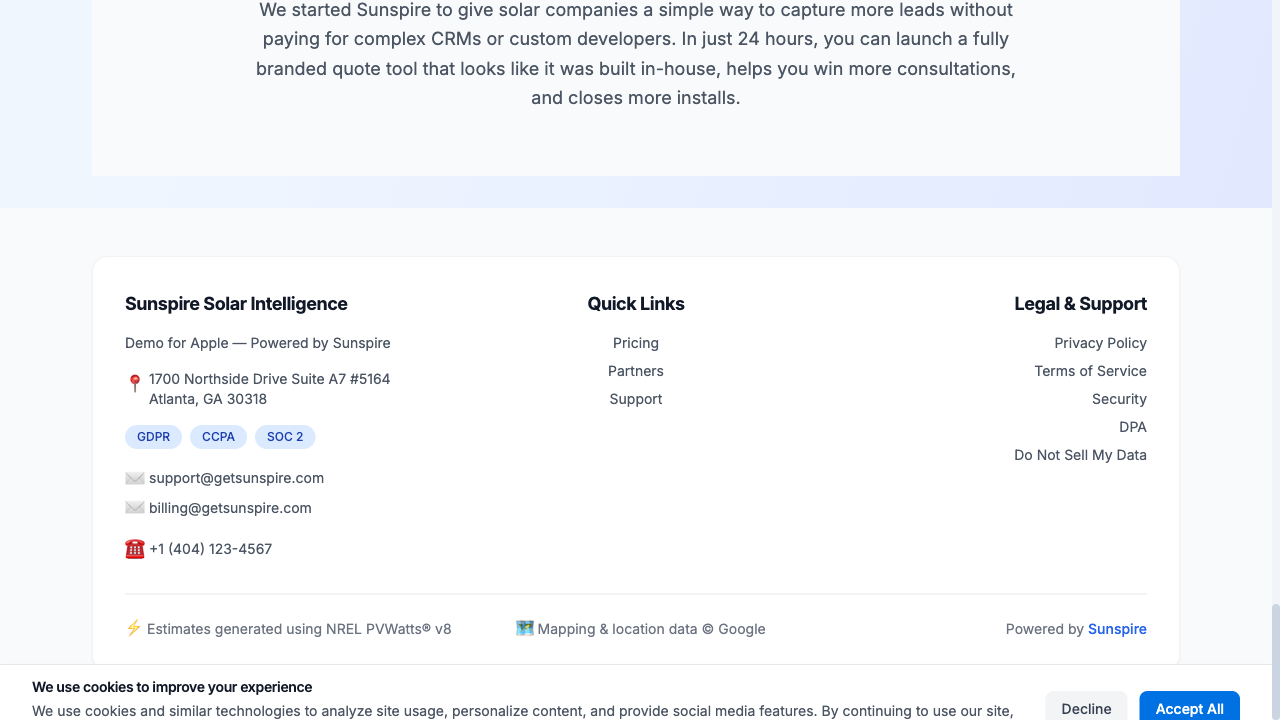 We started Sunspire to give solar companies a simple way to capture more leads without
paying for complex CRMs or custom developers. In just 24 hours, you can launch a fully
branded quote tool that looks like it was built in-house, helps you win more consultations,
and closes more installs.
Sunspire Solar Intelligence
Demo for Apple — Powered by Sunspire
1700 Northside Drive Suite A7 #5164
Atlanta, GA 30318
GDPR CCPA SOC 2
support@getsunspire.com
billing@getsunspire.com
+1 (404) 123-4567
Quick Links
Pricing
Partners
Support
Legal & Support
Privacy Policy
Terms of Service
Security
DPA
Do Not Sell My Data
Estimates generated using NREL PVWatts® v8
Mapping & location data © Google
Powered by Sunspire
We use cookies to improve your experience
We use cookies and similar technologies to analyze site usage, personalize content, and provide social media features. By continuing to use our site,
Decline
Accept All